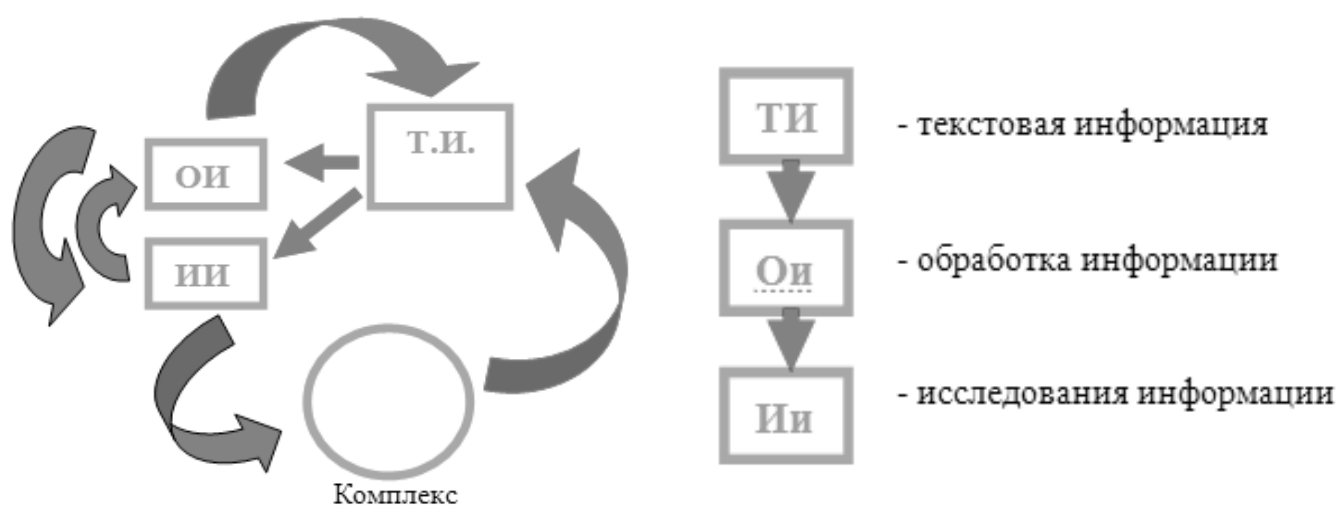 Т.И.
ОИ
ИИ
Комплекс
ТИ - текстовая информация
Ои - обработка информации
Ии - исследования информации